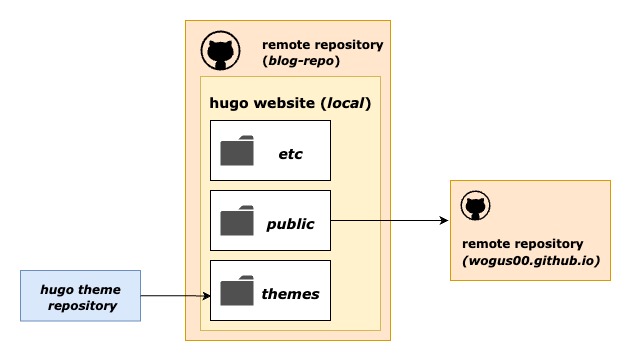 remote repository
(blog-repo)
hugo website (local)
etc
public
remote repository
(wogus00.github.io)
hugo theme
repository
themes